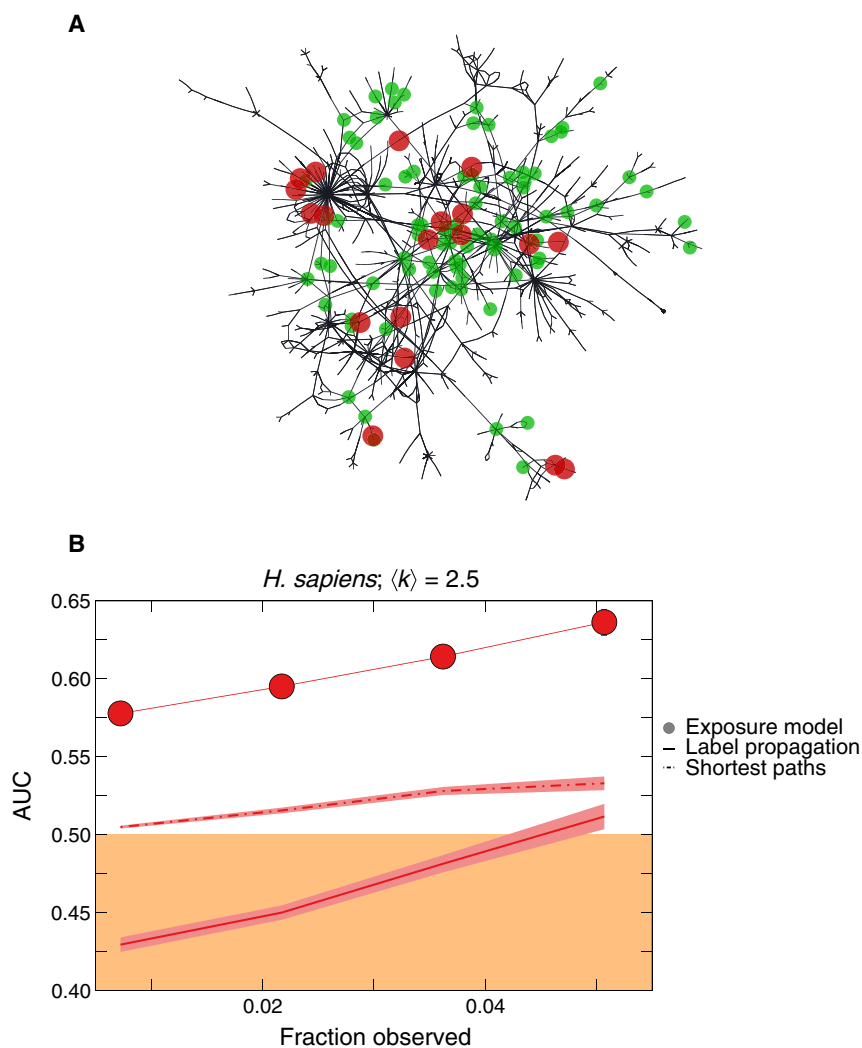 A
B
H. sapiens; ⟨k⟩ = 2.5
0.65
0.60
0.55
0.50
0.45
0.40
AUC
0.02
0.04
Fraction observed
Exposure model
Label propagation
Shortest paths